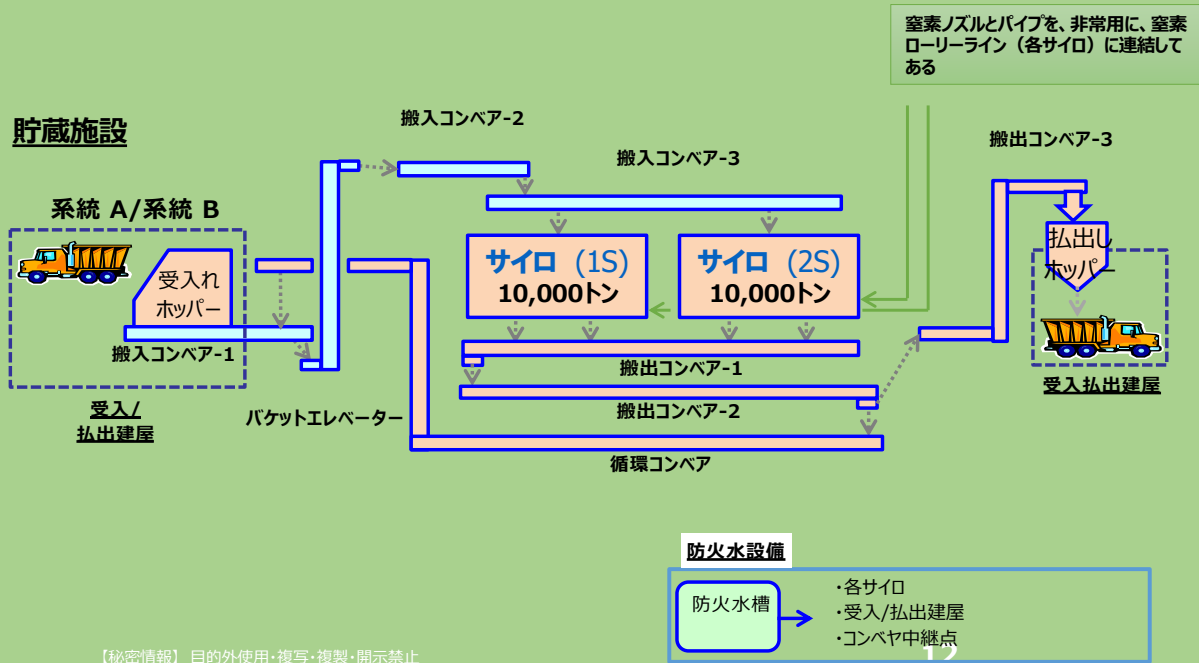 窒素ノズルとパイプを、非常用に、窒素
ローリーライン（各サイロ）に連結して
ある
貯蔵施設
搬入コンベア-2
搬入コンベア-3
搬出コンベア-3
系統 A/系統 B
受入れ
ホッパー
サイロ (1S)
10,000トン
サイロ (2S)
10,000トン
払出し
ホッパー
搬入コンベア-1
搬出コンベア-1
受入払出建屋
受入/
払出建屋
バケットエレベーター
搬出コンベア-2
循環コンベア
防火水設備
防火水槽
・各サイロ
・受入/払出建屋
・コンベヤ中継点
12
【秘密情報】 目的外使用・複写・複製・開示禁止